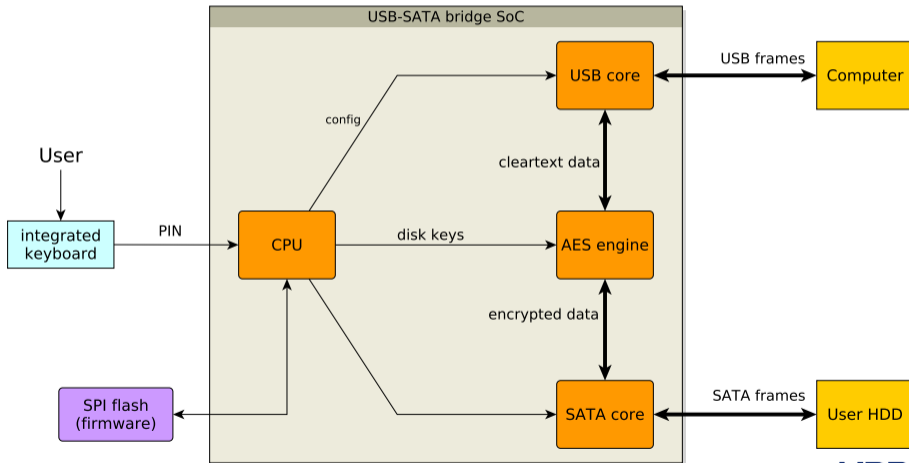 USB-SATA bridge SoC
USB core
USB frames
Computer
config
cleartext data
User
integrated
keyboard
PIN
CPU
disk keys
AES engine
encrypted data
SPI flash
(firmware)
SATA core
SATA frames
User HDD